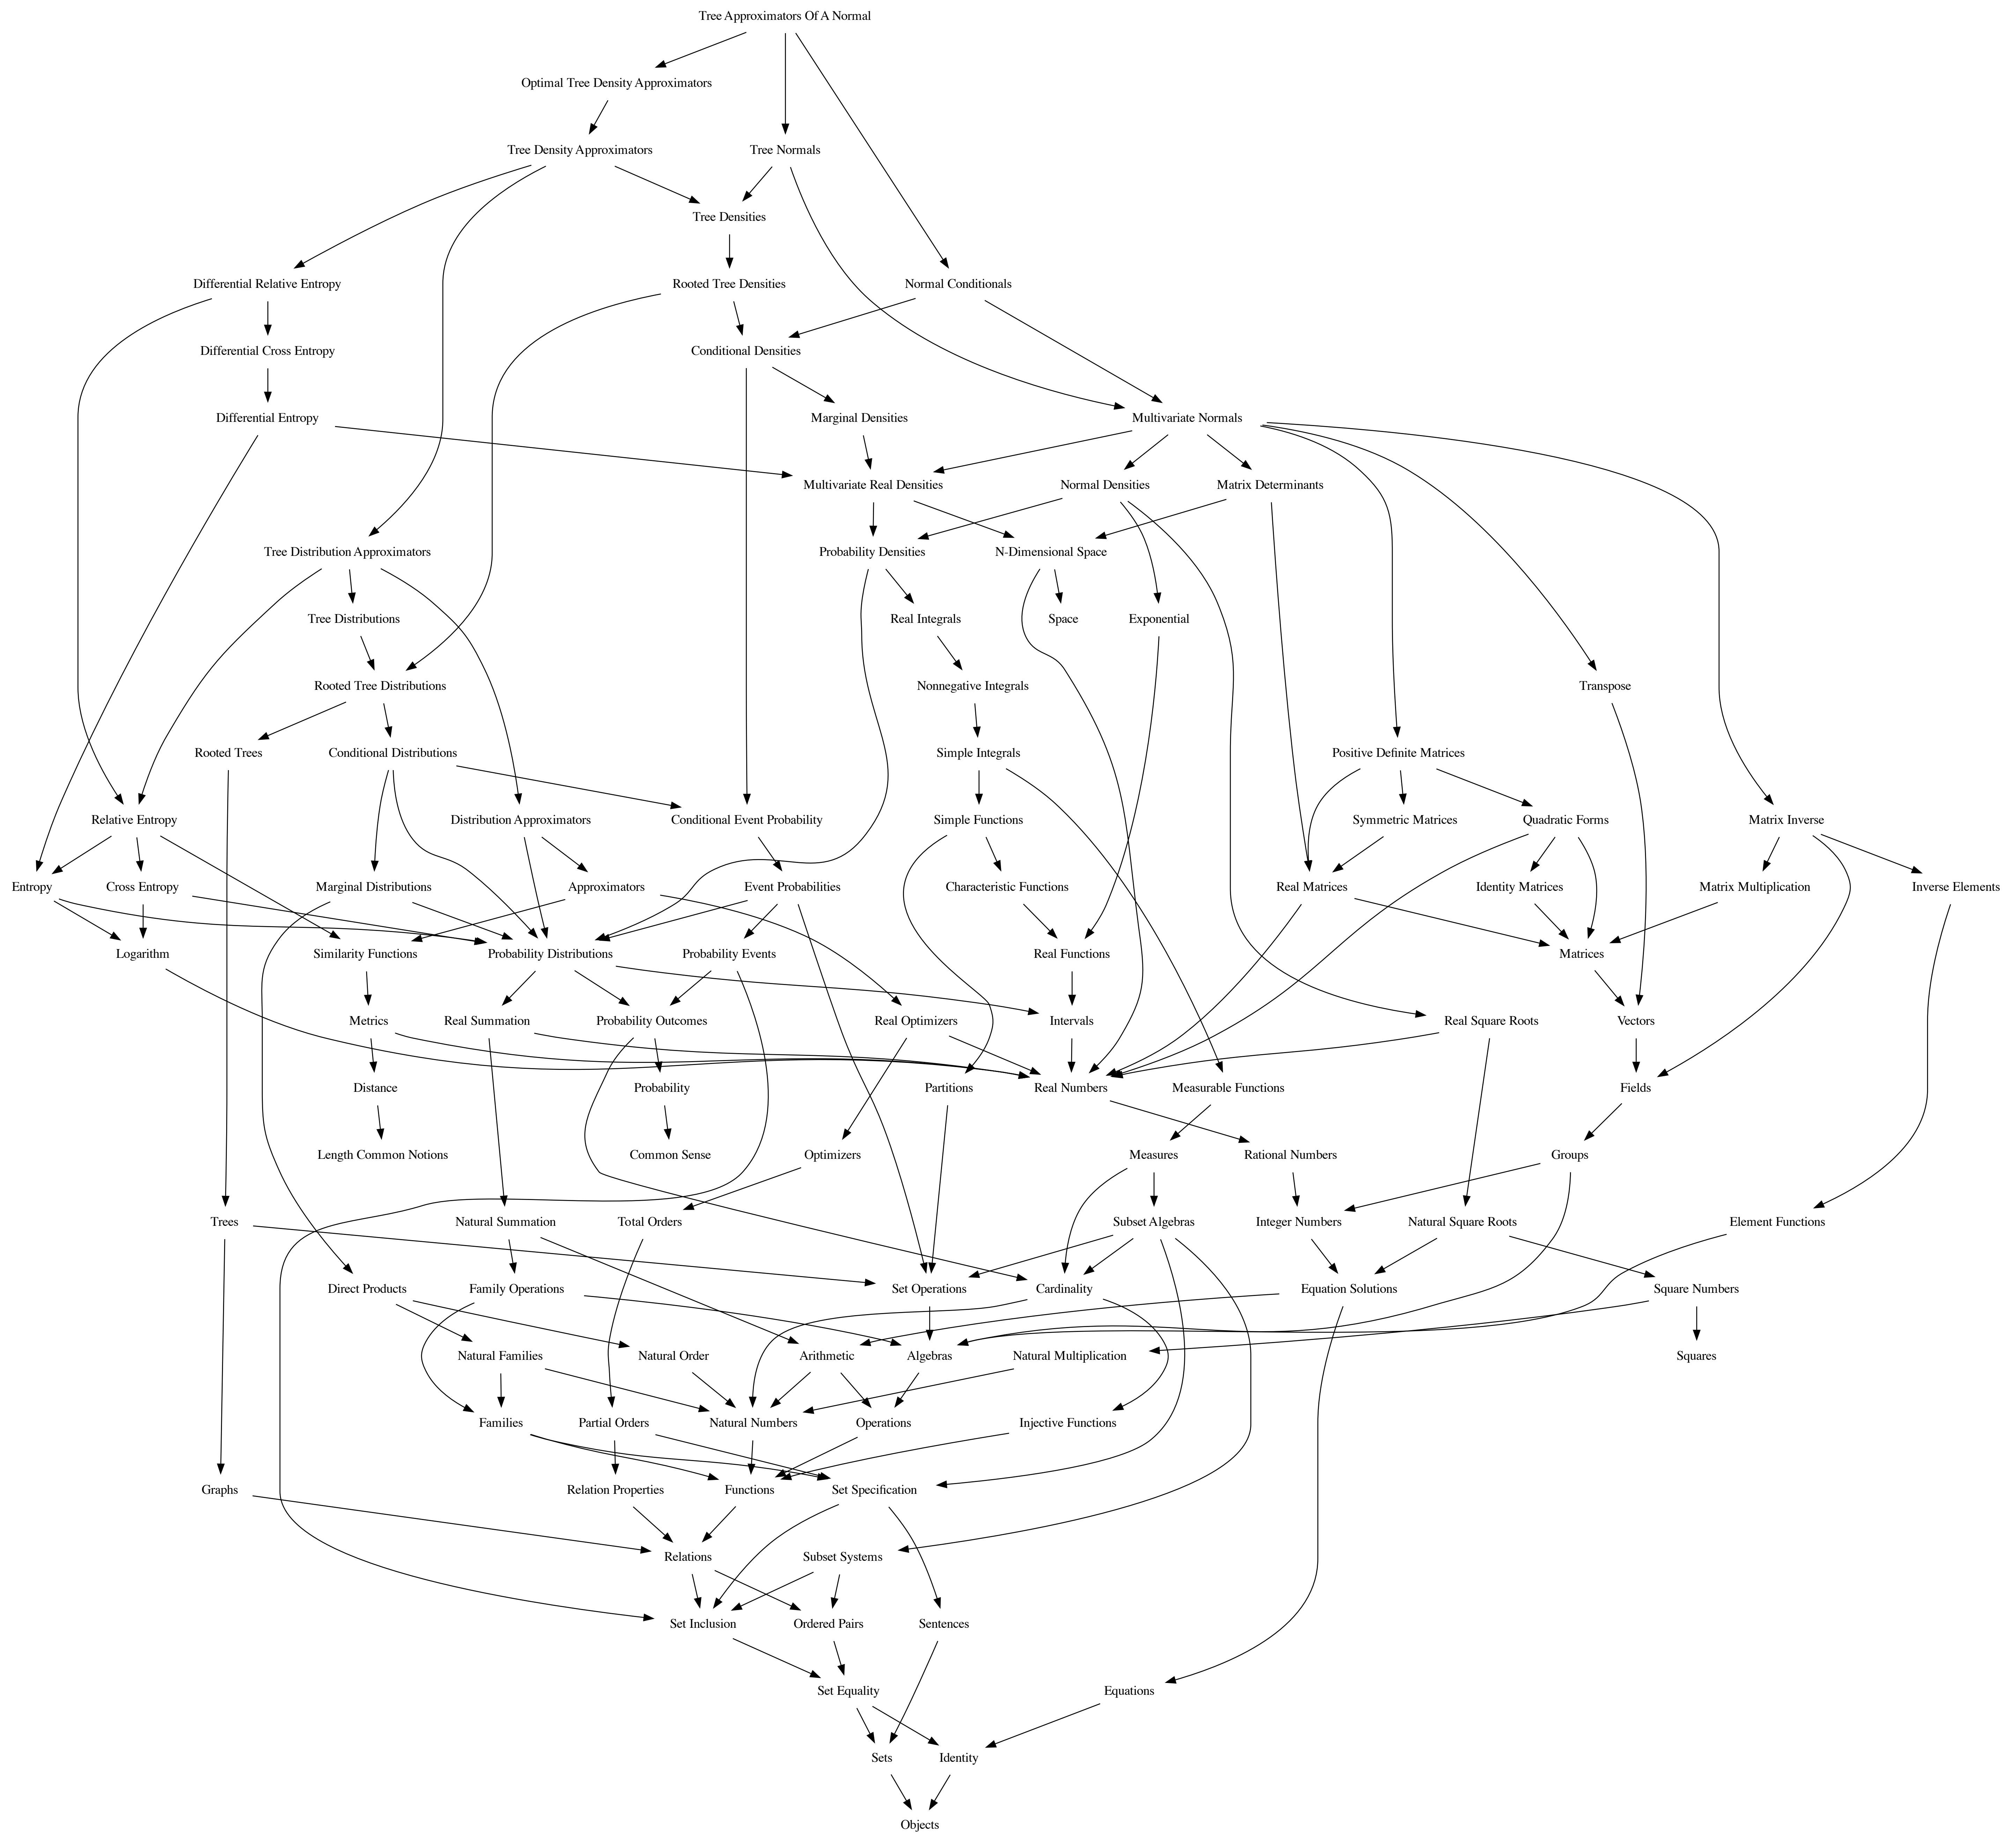 Tree Approximators Of A Normal
Optimal Tree Density Approximators
Tree Density Approximators
Tree Normals
Tree Densities
Differential Relative Entropy
Rooted Tree Densities
Normal Conditionals
Differential Cross Entropy
Conditional Densities
Differential Entropy
Marginal Densities
Multivariate Normals
Multivariate Real Densities
Normal Densities
Matrix Determinants
Tree Distribution Approximators
Probability Densities
N-Dimensional Space
Tree Distributions
Real Integrals
Space
Exponential
Rooted Tree Distributions
Nonnegative Integrals
Transpose
Rooted Trees
Conditional Distributions
Simple Integrals
Positive Definite Matrices
Relative Entropy
Distribution Approximators
Conditional Event Probability
Simple Functions
Symmetric Matrices
Quadratic Forms
Matrix Inverse
Entropy
Cross Entropy
Marginal Distributions
Approximators
Event Probabilities
Characteristic Functions
Real Matrices
Identity Matrices
Matrix Multiplication
Inverse Elements
Logarithm
Similarity Functions
Probability Distributions
Probability Events
Real Functions
Matrices
Metrics
Real Summation
Probability Outcomes
Real Optimizers
Intervals
Real Square Roots
Vectors
Distance
Probability
Partitions
Real Numbers
Measurable Functions
Fields
Length Common Notions
Common Sense
Optimizers
Measures
Rational Numbers
Groups
Trees
Natural Summation
Total Orders
Subset Algebras
Integer Numbers
Natural Square Roots
Element Functions
Direct Products
Family Operations
Set Operations
Cardinality
Equation Solutions
Square Numbers
Natural Families
Natural Order
Arithmetic
Algebras
Natural Multiplication
Squares
Families
Partial Orders
Natural Numbers
Operations
Injective Functions
Graphs
Relation Properties
Functions
Set Specification
Relations
Subset Systems
Set Inclusion
Ordered Pairs
Sentences
Set Equality
Equations
Sets
Identity
Objects